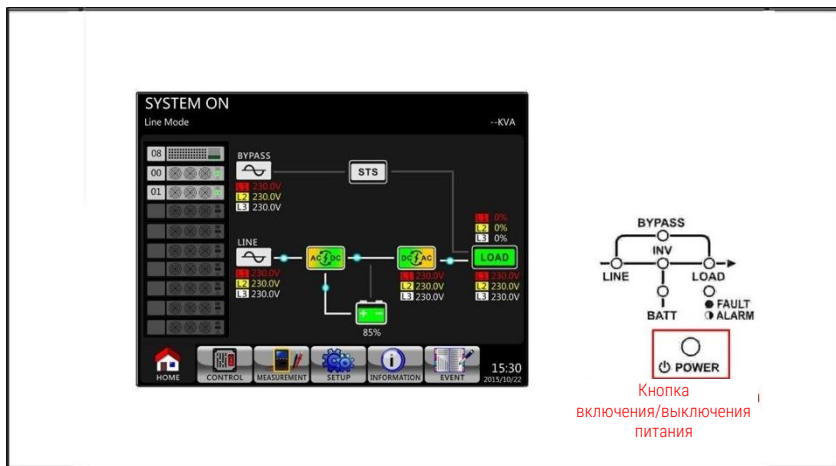 SYSTEM ON
Line Mode
--KVA
08
00
01
BYPASS
L1 230.0V
L2 230.0V
L3 230.0V
STS
L1 0%
L2 0%
L3 0%
LINE
L1 230.0V
L2 230.0V
L3 230.0V
AC DC
DC AC
L1 230.0V
L2 230.0V
L3 230.0V
LOAD
L1 230.0V
L2 230.0V
L3 230.0V
85%
HOME
CONTROL
MEASUREMENT
SETUP
INFORMATION
EVENT
15:30
2015/10/22
BYPASS
INV
LINE
LOAD
BATT
FAULT
ALARM
POWER
Кнопка
включения/выключения
питания